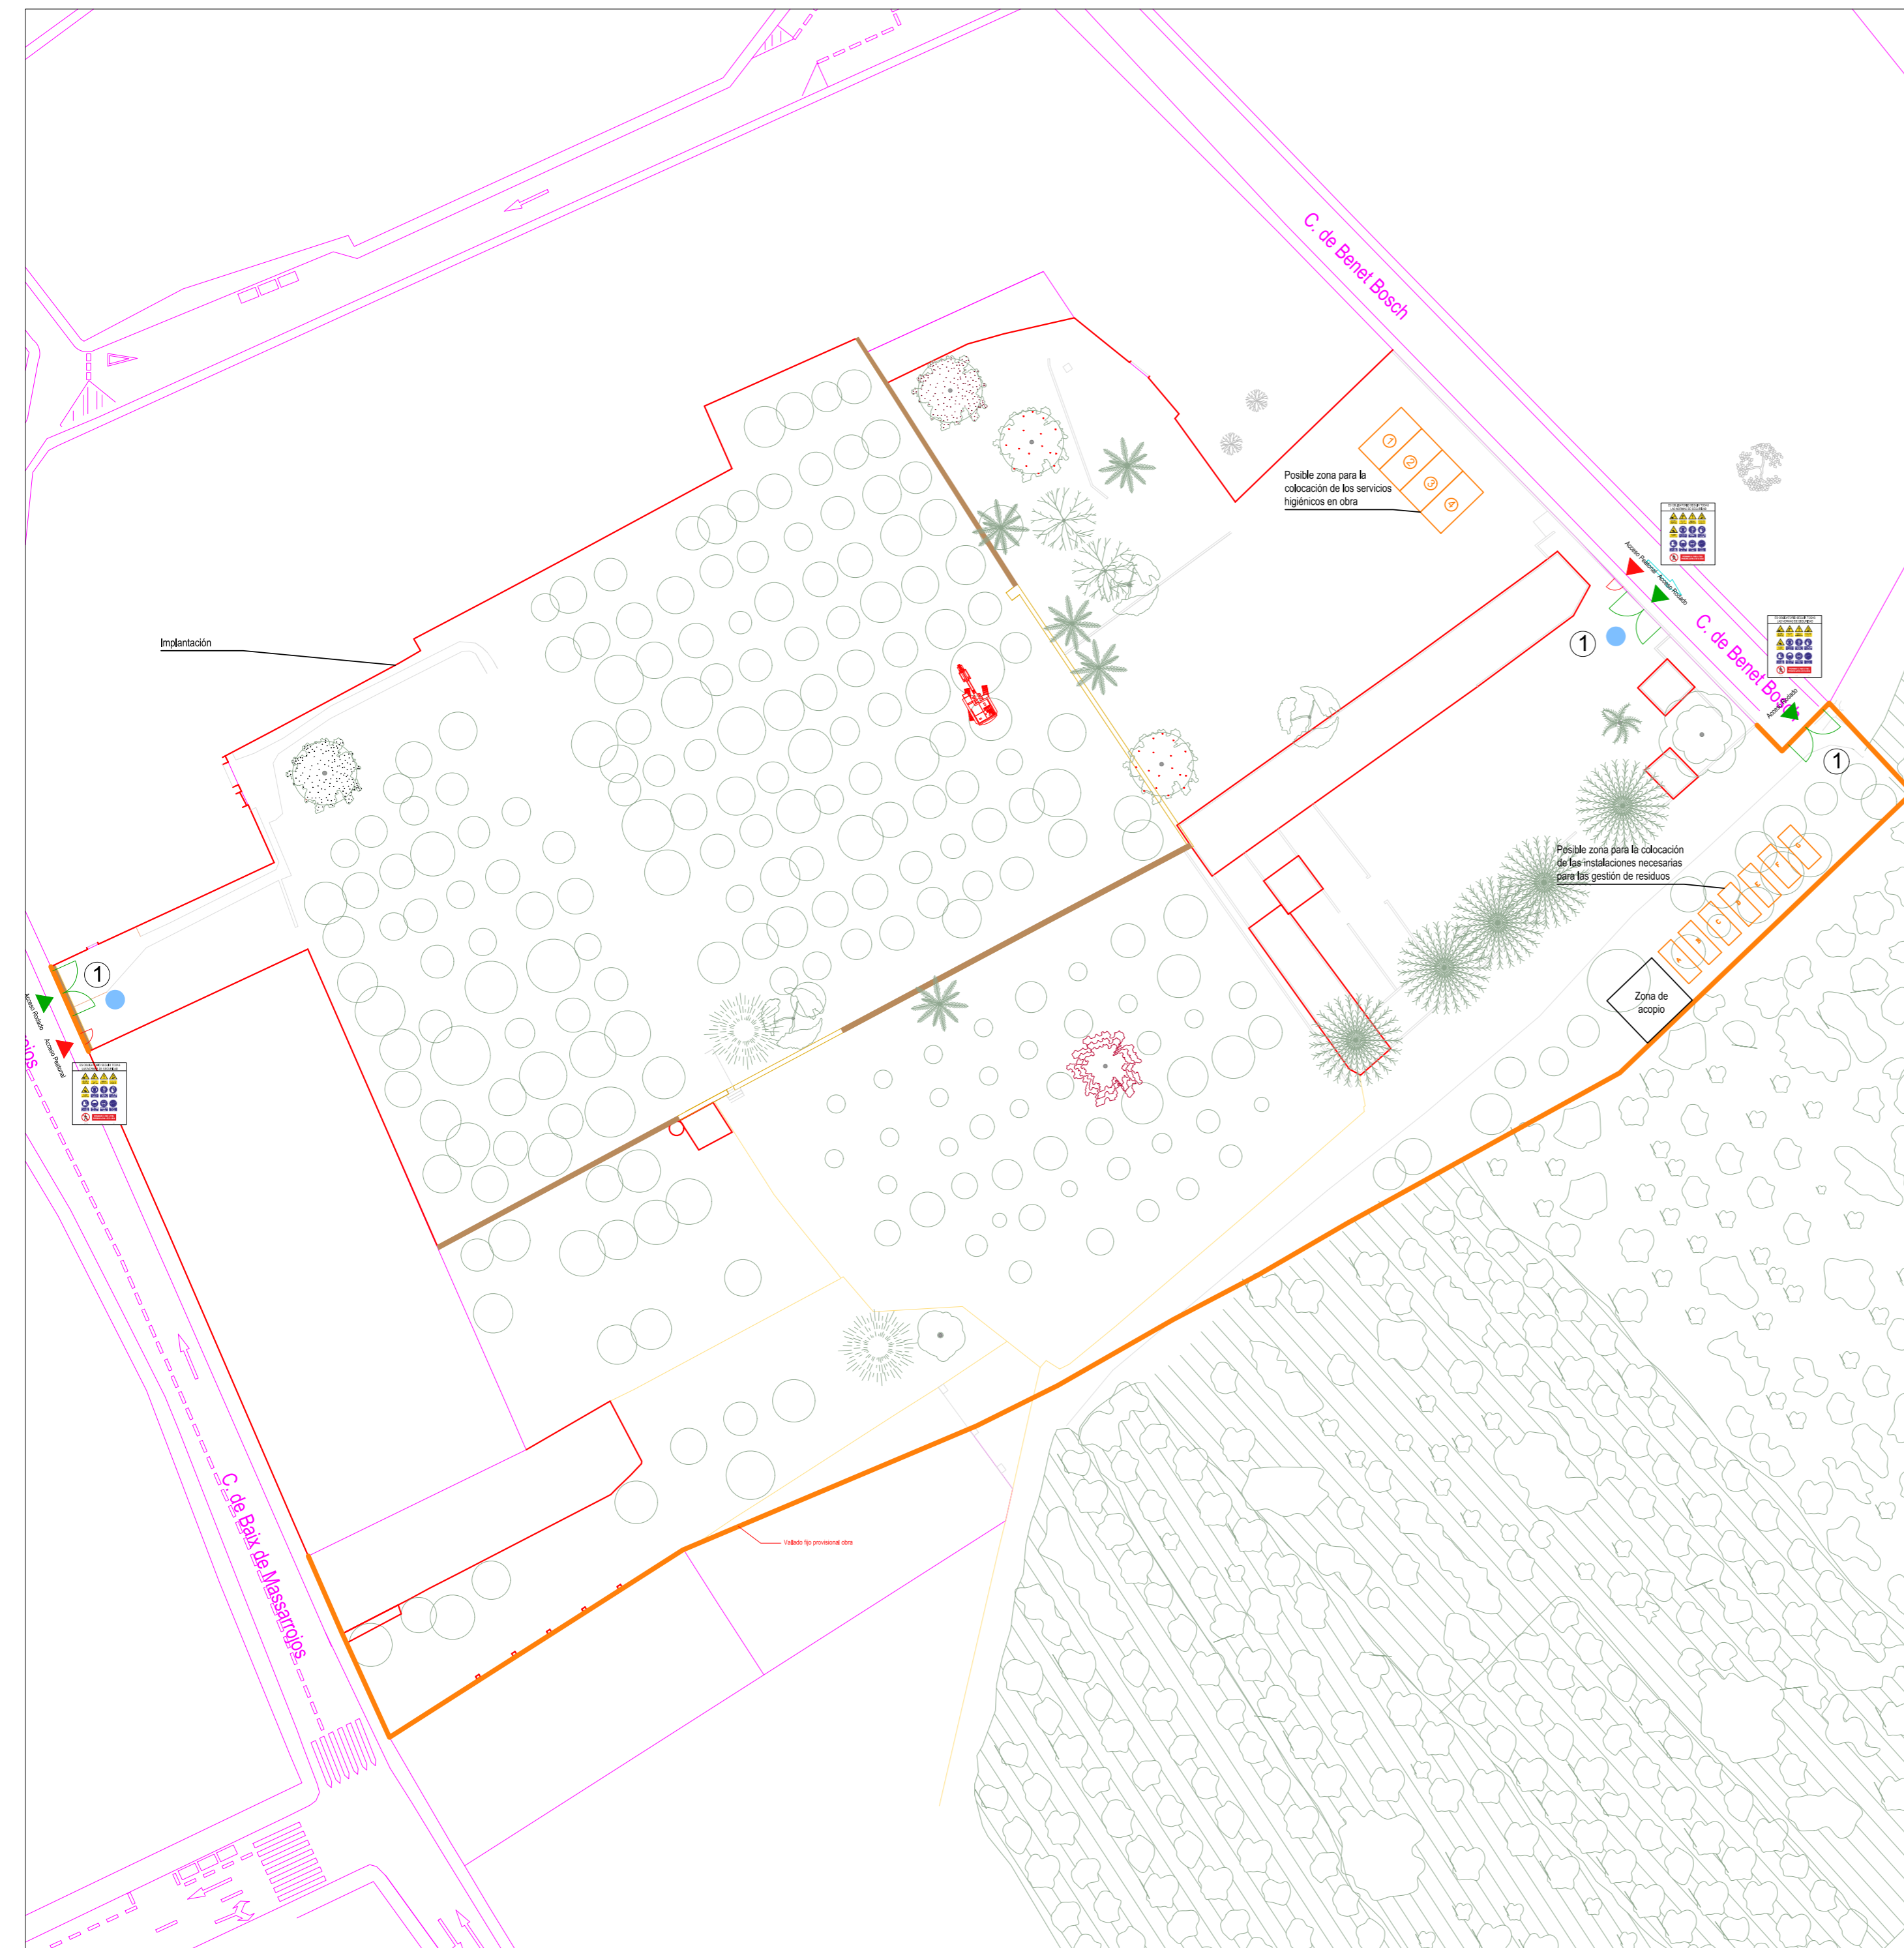 C. de Benet Bosch
Posible zona para la
colocación de los servicios
higiénicos en obra
1
2
3
4
Acceso Peatonal
Acceso Rodado
1
C. de Benet Bosch
Acceso Rodado
1
Implantación
Posible zona para la colocación
de las instalaciones necesarias
para las gestión de residuos
A
B
C
D
E
F
G
Zona de
acopio
1
Acceso Rodado
Acceso Peatonal
ojos
Vallado fijo provisional obra
C. de Baix de Massarrojos